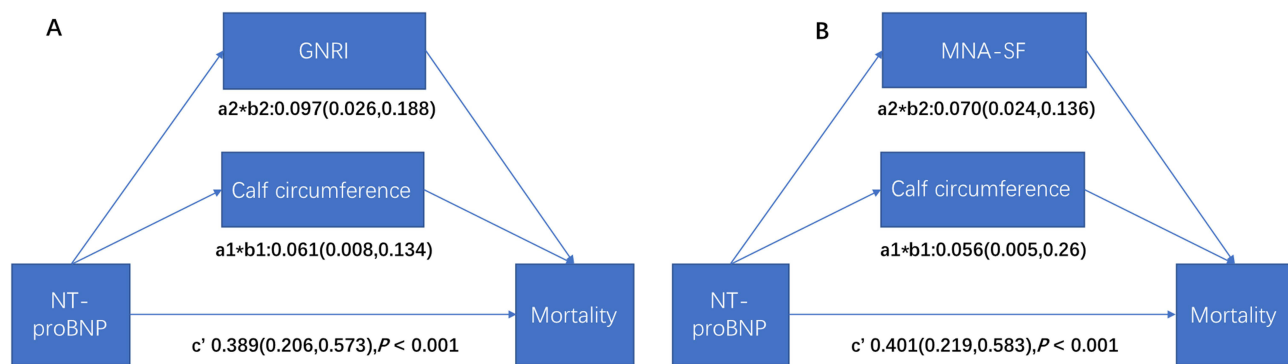 A
GNRI
a2*b2:0.097(0.026,0.188)
Calf circumference
a1*b1:0.061(0.008,0.134)
NT-
proBNP
Mortality
c’ 0.389(0.206,0.573),P < 0.001
B
MNA-SF
a2*b2:0.070(0.024,0.136)
Calf circumference
a1*b1:0.056(0.005,0.26)
NT-
proBNP
Mortality
c’ 0.401(0.219,0.583),P < 0.001